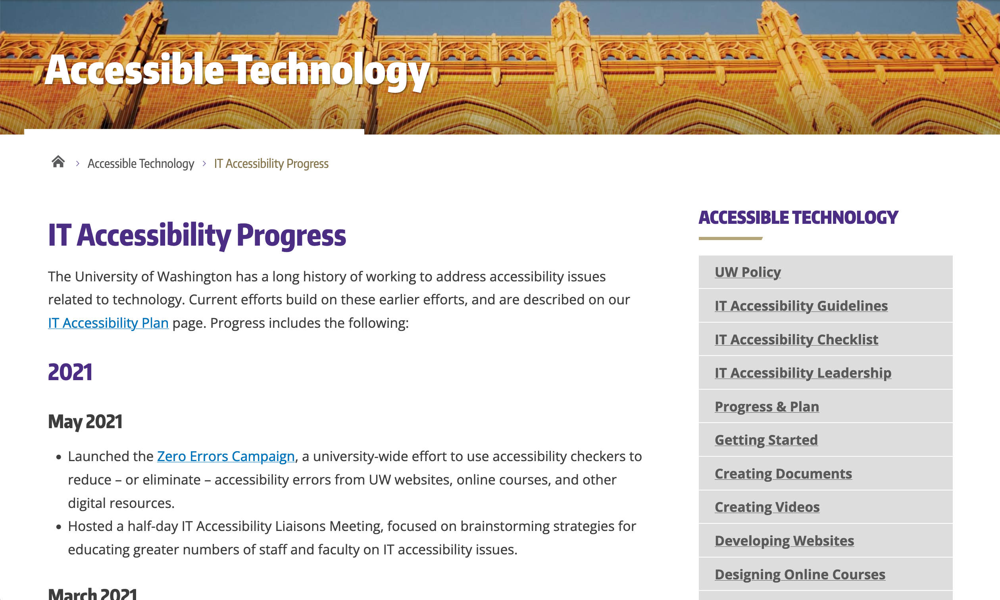 Accessible Technology
Accessible Technology
IT Accessibility Progress
IT Accessibility Progress
The University of Washington has a long history of working to address accessibility issues
related to technology. Current efforts build on these earlier efforts, and are described on our
IT Accessibility Plan page. Progress includes the following:
2021
May 2021
Launched the Zero Errors Campaign, a university-wide effort to use accessibility checkers to
reduce – or eliminate – accessibility errors from UW websites, online courses, and other
digital resources.
Hosted a half-day IT Accessibility Liaisons Meeting, focused on brainstorming strategies for
educating greater numbers of staff and faculty on IT accessibility issues.
March 2021
ACCESSIBLE TECHNOLOGY
UW Policy
IT Accessibility Guidelines
IT Accessibility Checklist
IT Accessibility Leadership
Progress & Plan
Getting Started
Creating Documents
Creating Videos
Developing Websites
Designing Online Courses